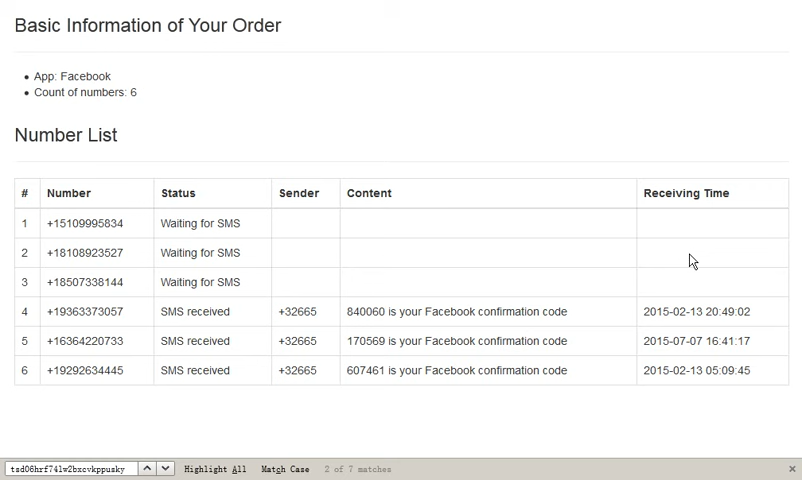 Basic Information of Your Order
• App: Facebook
• Count of numbers: 6
Number List
# Number Status Sender Content Receiving Time
1 +15109995834 Waiting for SMS
2 +18108923527 Waiting for SMS
3 +18507338144 Waiting for SMS
4 +19363373057 SMS received +32665 840060 is your Facebook confirmation code 2015-02-13 20:49:02
5 +16364220733 SMS received +32665 170569 is your Facebook confirmation code 2015-07-07 16:41:17
6 +19292634445 SMS received +32665 607461 is your Facebook confirmation code 2015-02-13 05:09:45
tsd06hrf74lw2bxcvkppusky Highlight All Match Case 2 of 7 matches